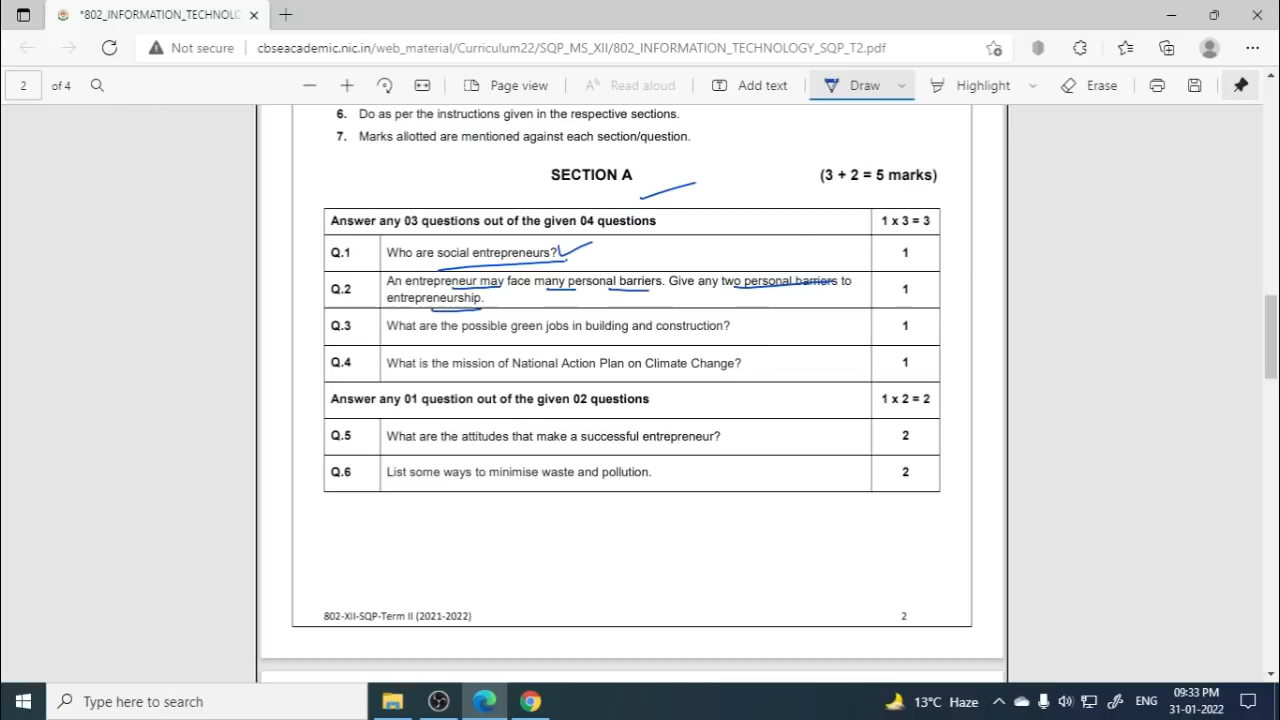 *802_INFORMATION_TECHNOLO
Not secure
cbseacademic.nic.in/web_material/Curriculum22/SQP_MS_XII/802_INFORMATION_TECHNOLOGY_SQP_T2.pdf
2 of 4
Page view
Read aloud
Add text
Draw
Highlight
Erase
6. Do as per the instructions given in the respective sections.
7. Marks allotted are mentioned against each section/question.
SECTION A (3 + 2 = 5 marks)
Answer any 03 questions out of the given 04 questions 1 x 3 = 3
Q.1 Who are social entrepreneurs? 1
Q.2 An entrepreneur may face many personal barriers. Give any two personal barriers to
entrepreneurship. 1
Q.3 What are the possible green jobs in building and construction? 1
Q.4 What is the mission of National Action Plan on Climate Change? 1
Answer any 01 question out of the given 02 questions 1 x 2 = 2
Q.5 What are the attitudes that make a successful entrepreneur? 2
Q.6 List some ways to minimise waste and pollution. 2
802-XII-SQP-Term II (2021-2022) 2
Type here to search
13°C Haze
ENG
09:33 PM
31-01-2022